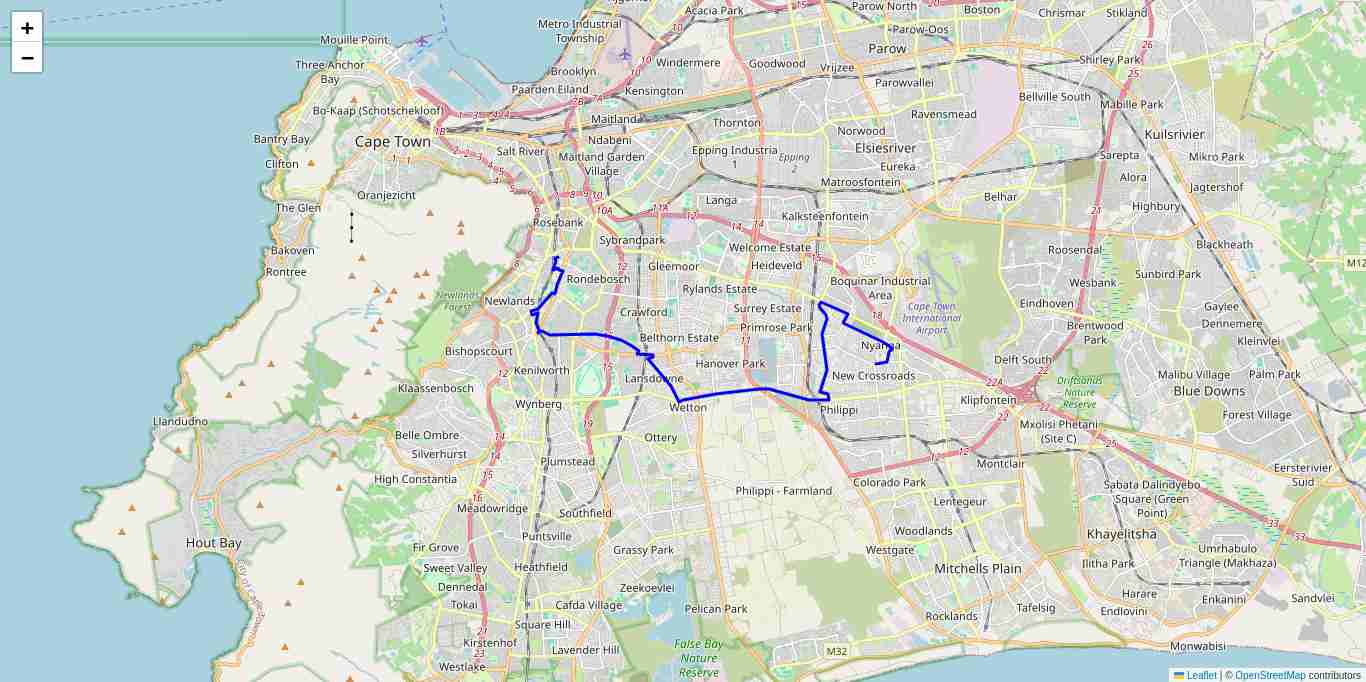 Acacia Park
Parow North
Boston
Chrismar
Stikland
Metro Industrial
Township
Parow-Oos
Parow
26
Mouille Point
Three Anchor
Bay
Windermere
Goodwood
Vrijzee
Shirley Park
25
Brooklyn
Paarden Eiland
Kensington
Parowvallei
Bellville South
Mabille Park
Bo-Kaap (Schotschekloof)
Maitland
Thornton
Ravensmead
Bantry Bay
Cape Town
Ndabeni
Norwood
Elsiesriver
Kuilsrivier
Clifton
Salt River
Maitland Garden
Village
Epping Industria
1
Epping
2
Eureka
Sarepta
Mikro Park
Oranjezicht
Matroosfontein
Alora
Jagtershof
The Glen
10A
11A
Langa
Belhar
Highbury
Rosebank
Kalksteenfontein
21
Bakoven
Sybrandpark
Welcome Estate
Roosendal
Blackheath
Rontree
Gleemoor
Heideveld
M12
Rondebosch
Boquinar Industrial
Area
Wesbank
Sunbird Park
Newlands
Forest
Newlands
Rylands Estate
Cape Town
International
Airport
Eindhoven
Gaylee
Crawford
Surrey Estate
18
Brentwood
Park
Dennemere
Belthorn Estate
Primrose Park
Nyanga
Kleinvlei
Bishopscourt
Hanover Park
Delft South
Kenilworth
Lansdowne
New Crossroads
22A
Driftsands
Nature
Reserve
Malibu Village
Palm Park
Klaassenbosch
Blue Downs
Wynberg
Wetton
Philippi
Klipfontein
Forest Village
Llandudno
Belle Ombre
Ottery
Mxolisi Phetani
(Site C)
Silverhurst
Plumstead
Montclair
Eersterivier
Suid
High Constantia
Philippi - Farmland
Colorado Park
Sabata Dalindyebo
Square (Green
Point)
Meadowridge
Southfield
Lentegeur
33
Hout Bay
Puntsville
Woodlands
Khayelitsha
Fir Grove
Grassy Park
Westgate
Umrhabulo
Triangle (Makhaza)
Sweet Valley
Heathfield
Mitchells Plain
Ilitha Park
Dennedal
Zeekoevlei
Harare
Enkanini
Sandvlei
Tokai
Cafda Village
Pelican Park
Rocklands
Tafelsig
Endlovini
Square Hill
Kirstenhof
Lavender Hill
False Bay
Nature
Reserve
M32
Monwabisi
Westlake
Leaflet | © OpenStreetMap contributors